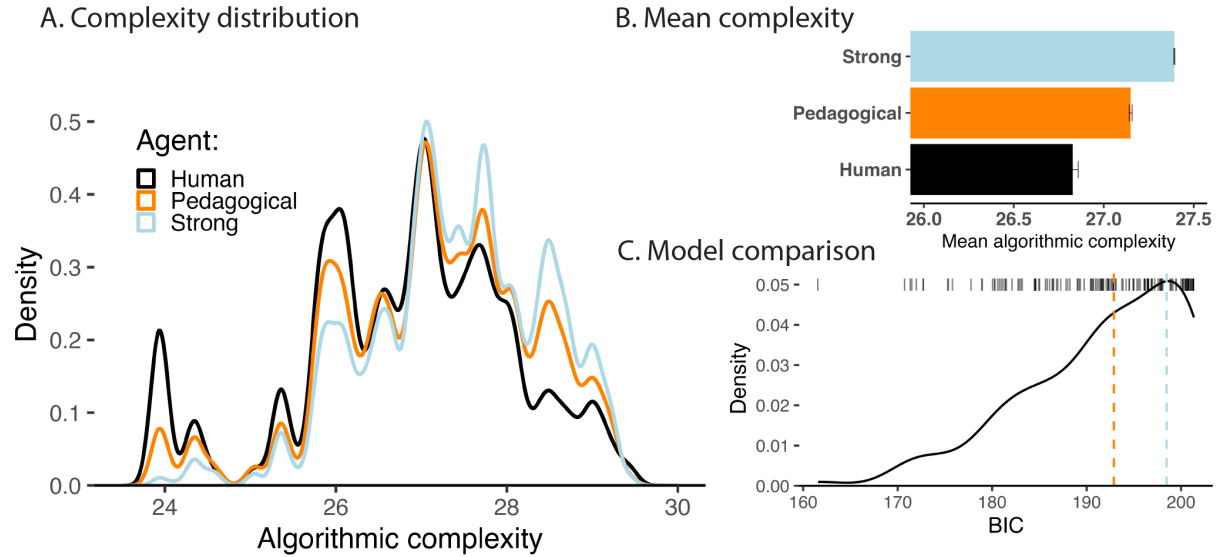 A. Complexity distribution
Agent:
Human
Pedagogical
Strong
0.5
0.4
0.3
0.2
0.1
0.0
Density
24
26
28
30
Algorithmic complexity
B. Mean complexity
Strong
Pedagogical
Human
26.0
26.5
27.0
27.5
Mean algorithmic complexity
C. Model comparison
0.05
0.04
0.03
0.02
0.01
0.00
Density
160
170
180
190
200
BIC